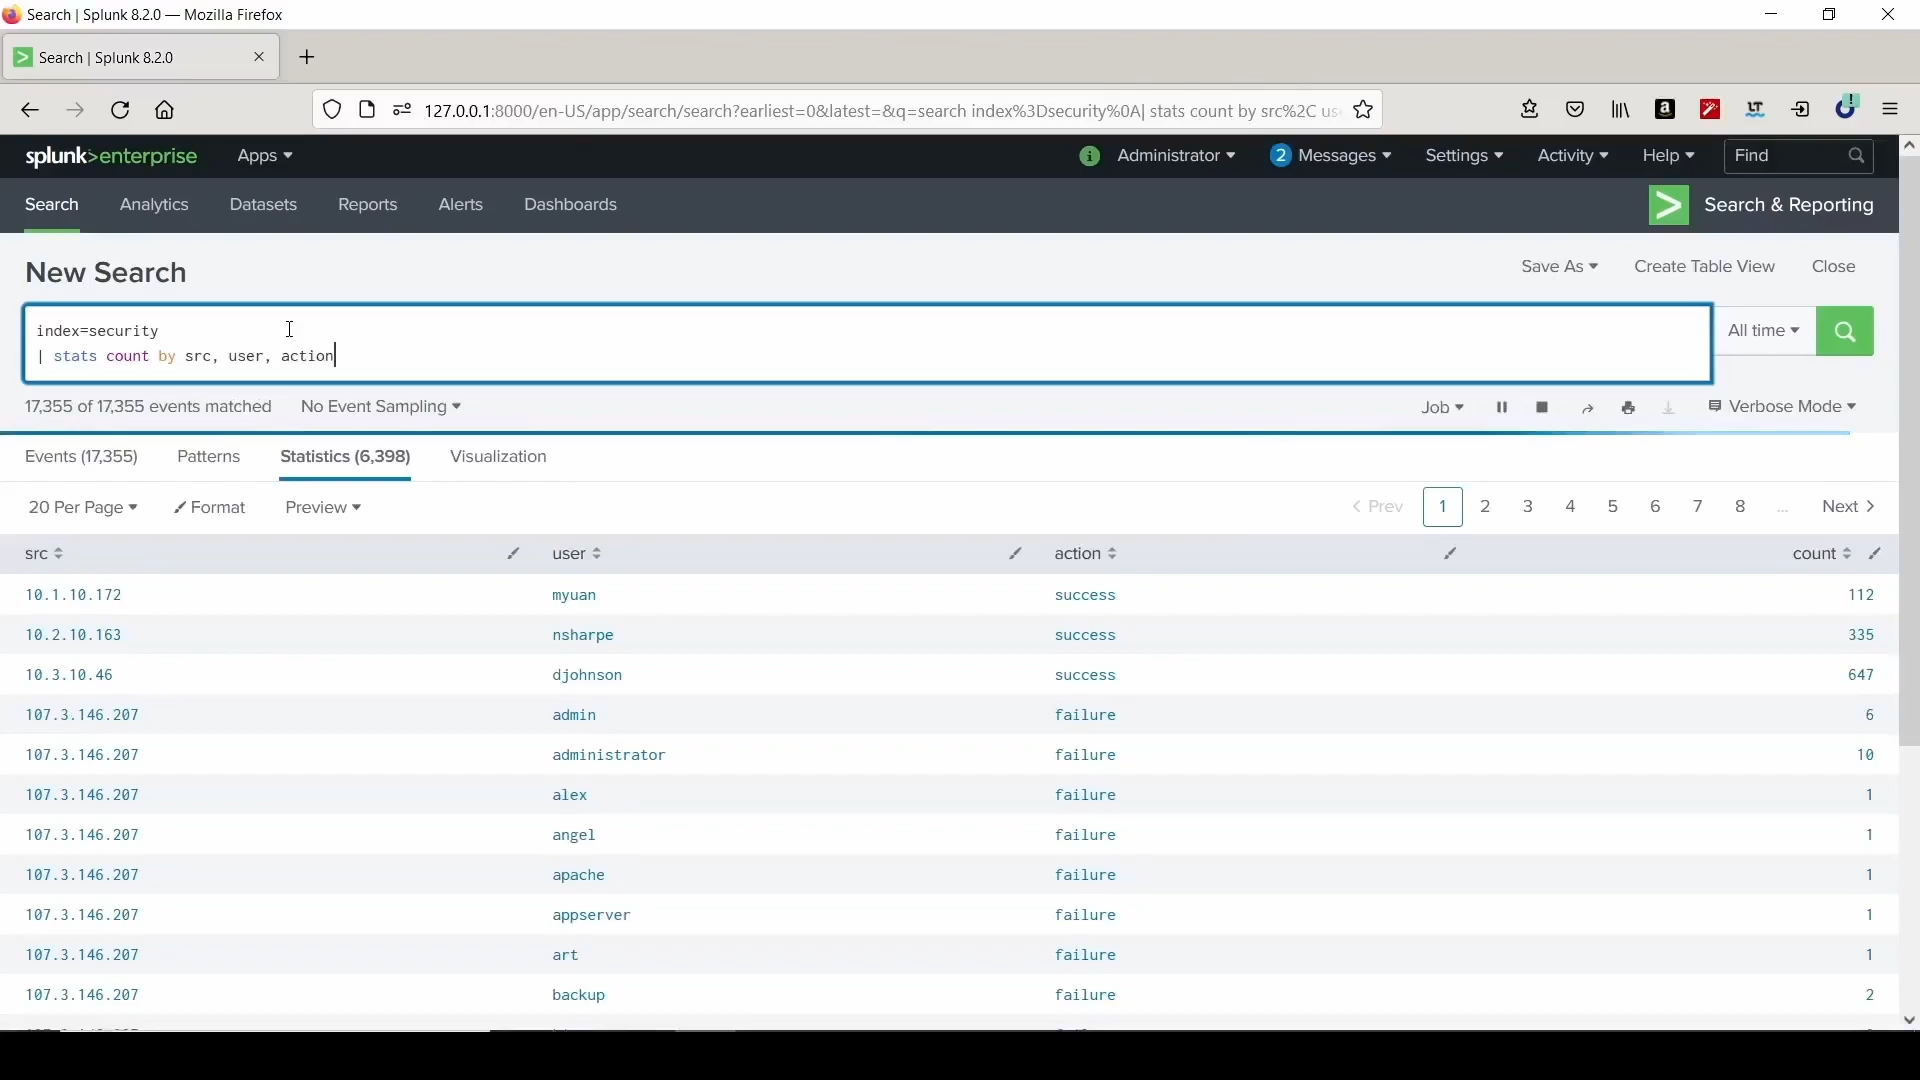 Search | Splunk 8.2.0 — Mozilla Firefox
Search | Splunk 8.2.0
127.0.0.1:8000/en-US/app/search/search?earliest=0&latest=&q=search index%3Dsecurity%0A| stats count by src%2C us
splunk>enterprise Apps Administrator 2 Messages Settings Activity Help Find
Search Analytics Datasets Reports Alerts Dashboards Search & Reporting
New Search Save As Create Table View Close
index=security All time
| stats count by src, user, action
17,355 of 17,355 events matched No Event Sampling Job Verbose Mode
Events (17,355) Patterns Statistics (6,398) Visualization
20 Per Page Format Preview < Prev 1 2 3 4 5 6 7 8 ... Next >
src user action count
10.1.10.172 myuan success 112
10.2.10.163 nsharpe success 335
10.3.10.46 djohnson success 647
107.3.146.207 admin failure 6
107.3.146.207 administrator failure 10
107.3.146.207 alex failure 1
107.3.146.207 angel failure 1
107.3.146.207 apache failure 1
107.3.146.207 appserver failure 1
107.3.146.207 art failure 1
107.3.146.207 backup failure 2